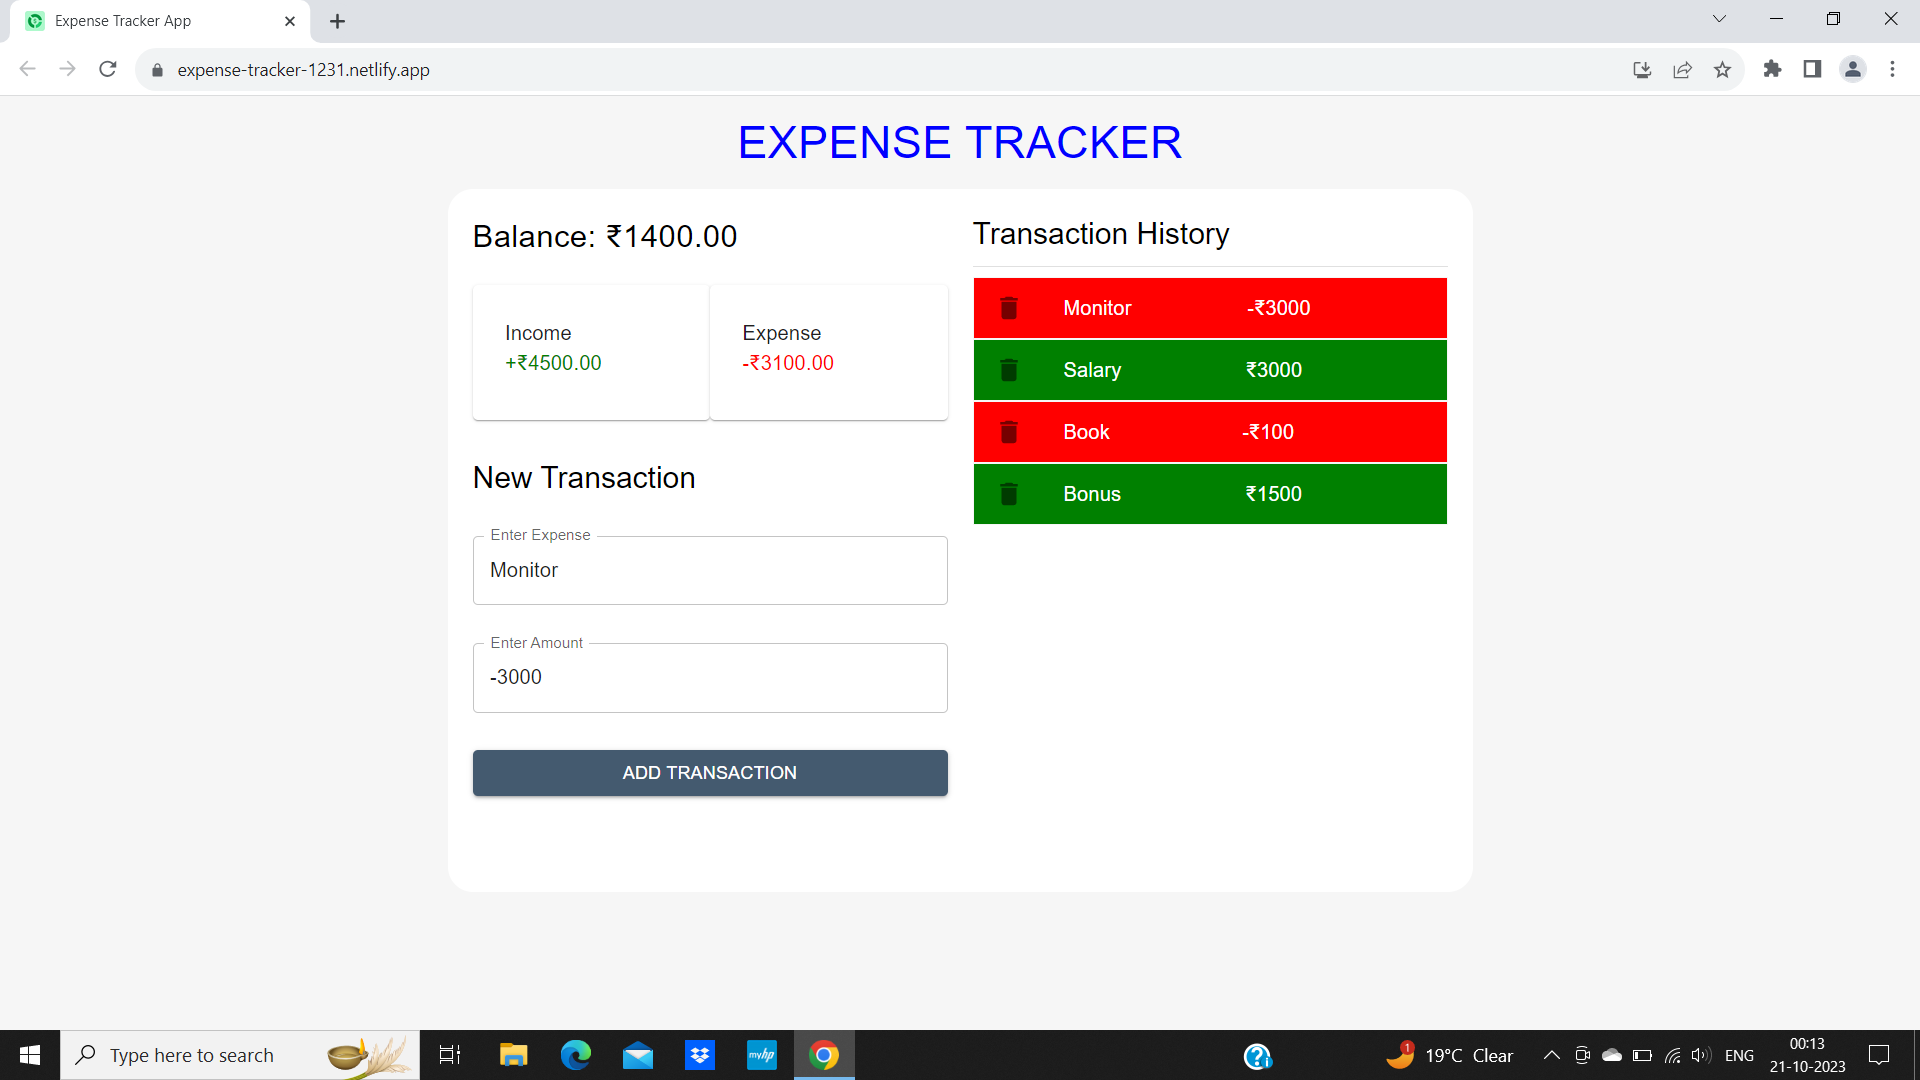 Expense Tracker App
expense-tracker-1231.netlify.app
EXPENSE TRACKER
Balance: ₹1400.00
Income
+₹4500.00
Expense
-₹3100.00
New Transaction
Enter Expense
Monitor
Enter Amount
-3000
ADD TRANSACTION
Transaction History
Monitor -₹3000
Salary ₹3000
Book -₹100
Bonus ₹1500
Type here to search
myhp
1
19°C Clear
ENG
00:13
21-10-2023